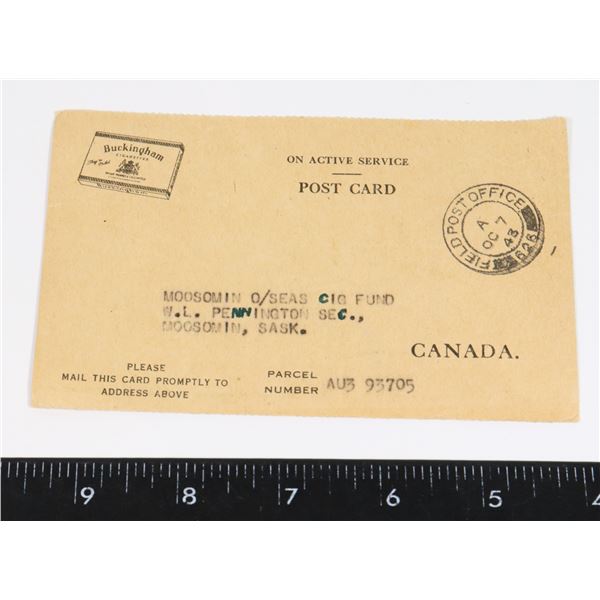 Buckingham
CIGARETTES
ON ACTIVE SERVICE
POST CARD
FIELD POST OFFICE
A
OC 7
43
628
MOOSOMIN O/SEAS CIG FUND
W.L. PENNINGTON SEC.,
MOOSOMIN, SASK.
CANADA.
PLEASE
MAIL THIS CARD PROMPTLY TO
ADDRESS ABOVE
PARCEL
NUMBER AU3 93705
9 8 7 6 5 4